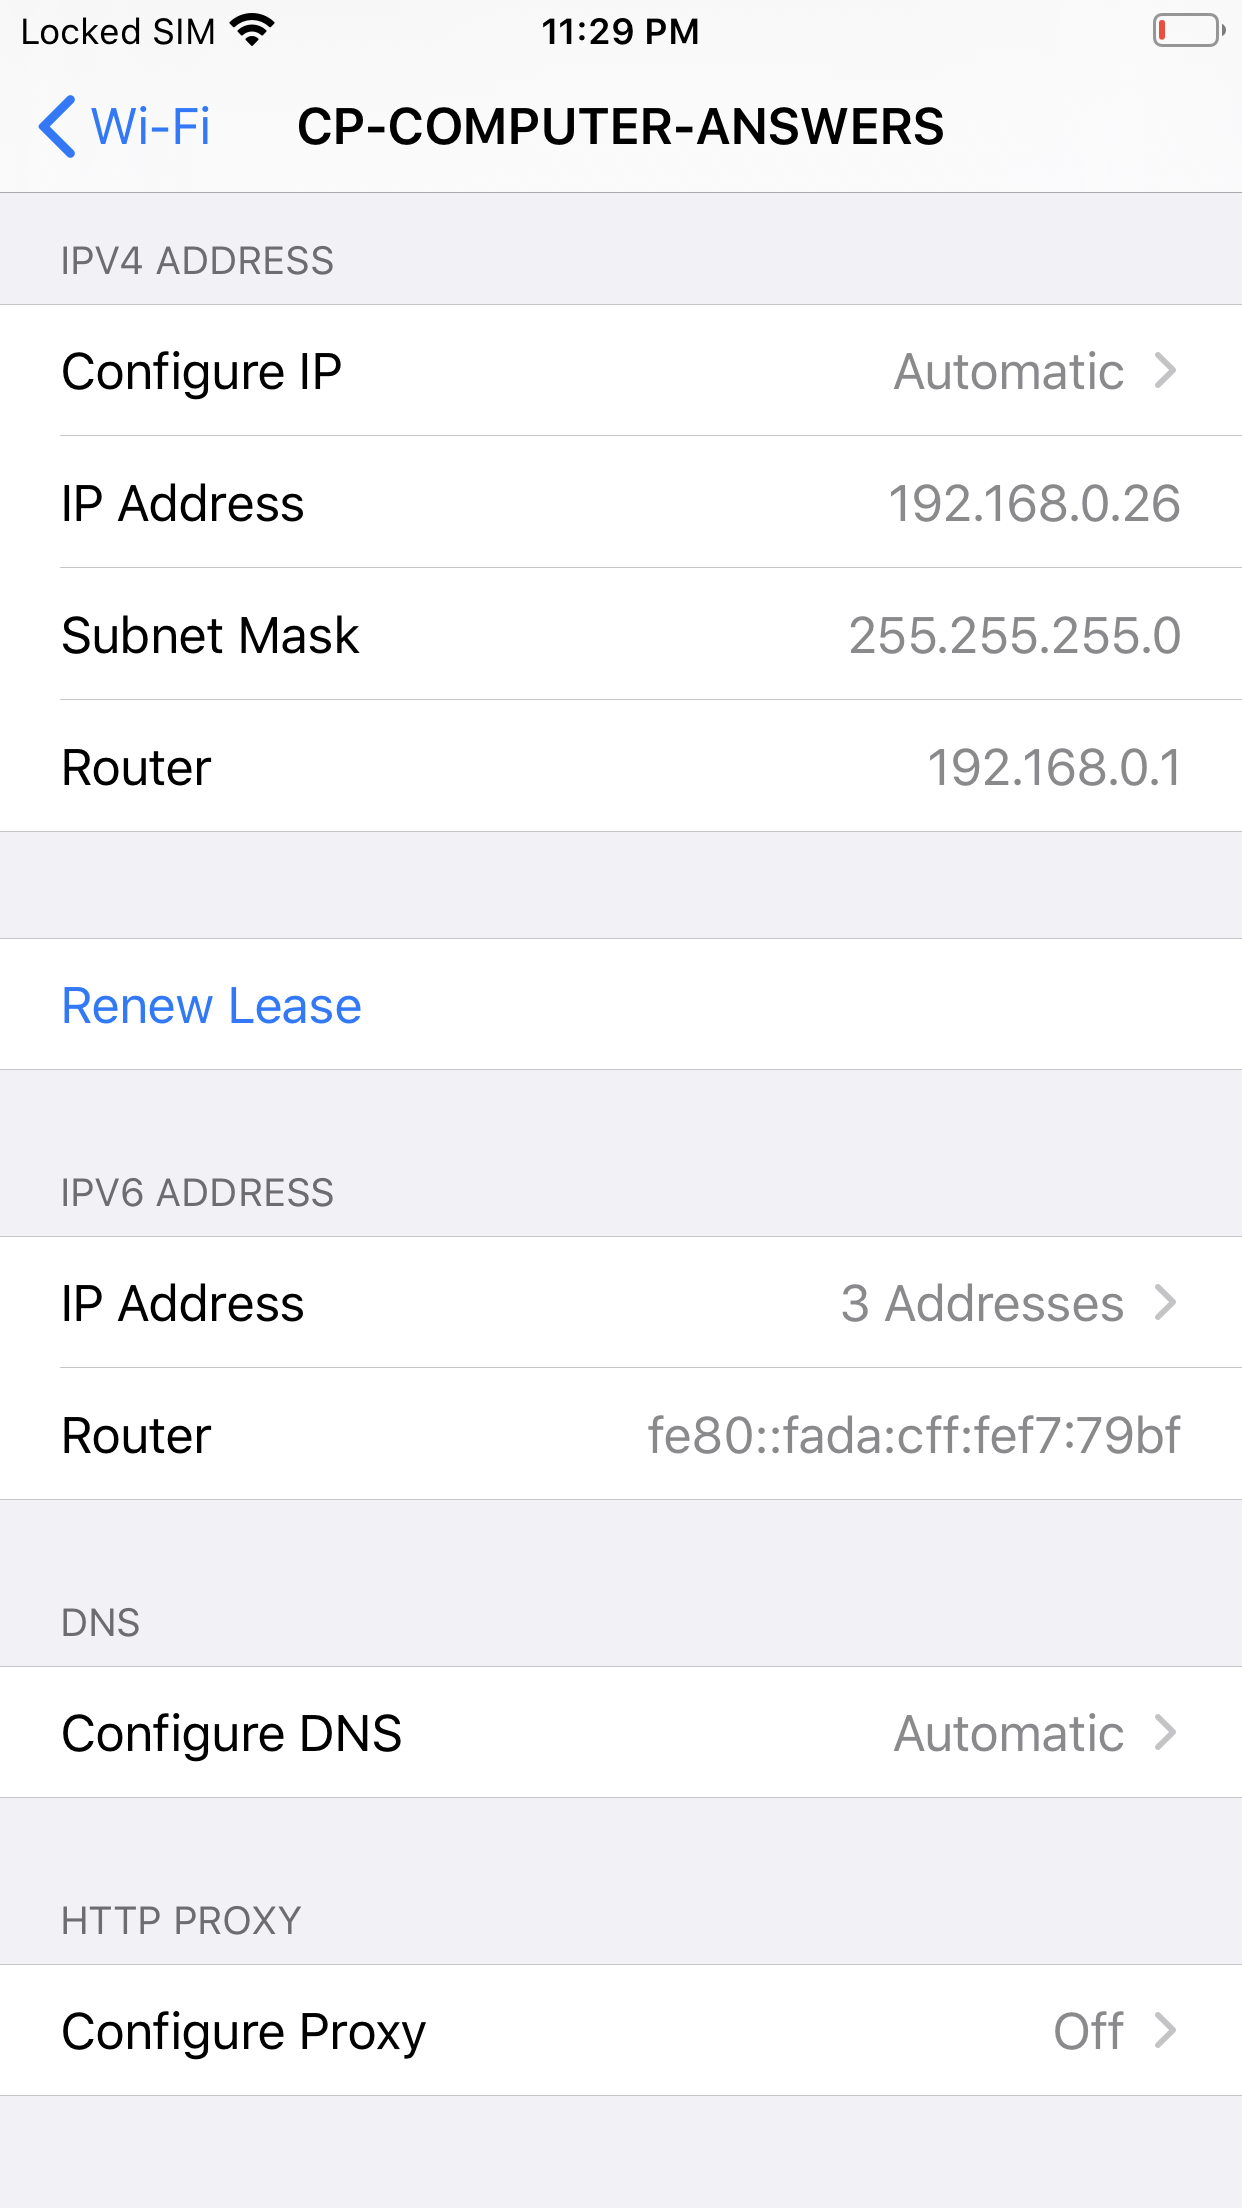 Locked SIM 11:29 PM
Wi-Fi CP-COMPUTER-ANSWERS
IPV4 ADDRESS
Configure IP Automatic
IP Address 192.168.0.26
Subnet Mask 255.255.255.0
Router 192.168.0.1
Renew Lease
IPV6 ADDRESS
IP Address 3 Addresses
Router fe80::fada:cff:fef7:79bf
DNS
Configure DNS Automatic
HTTP PROXY
Configure Proxy Off